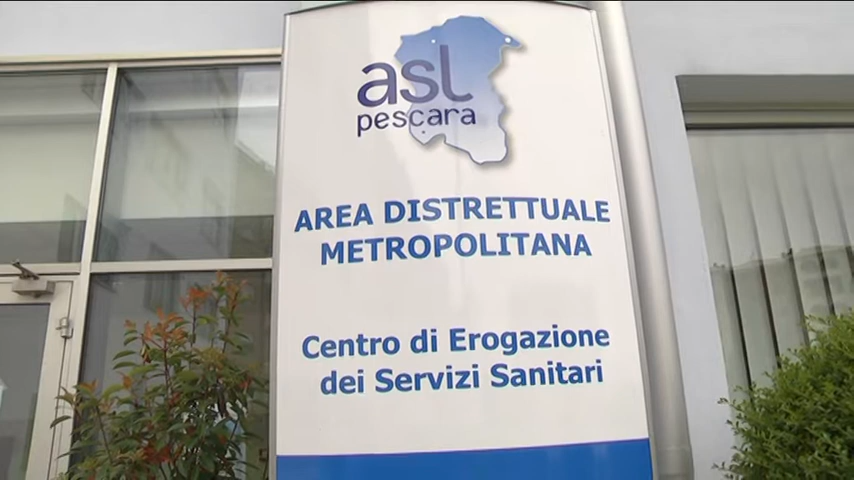 asl
pescara
AREA DISTRETTUALE
METROPOLITANA
Centro di Erogazione
dei Servizi Sanitari